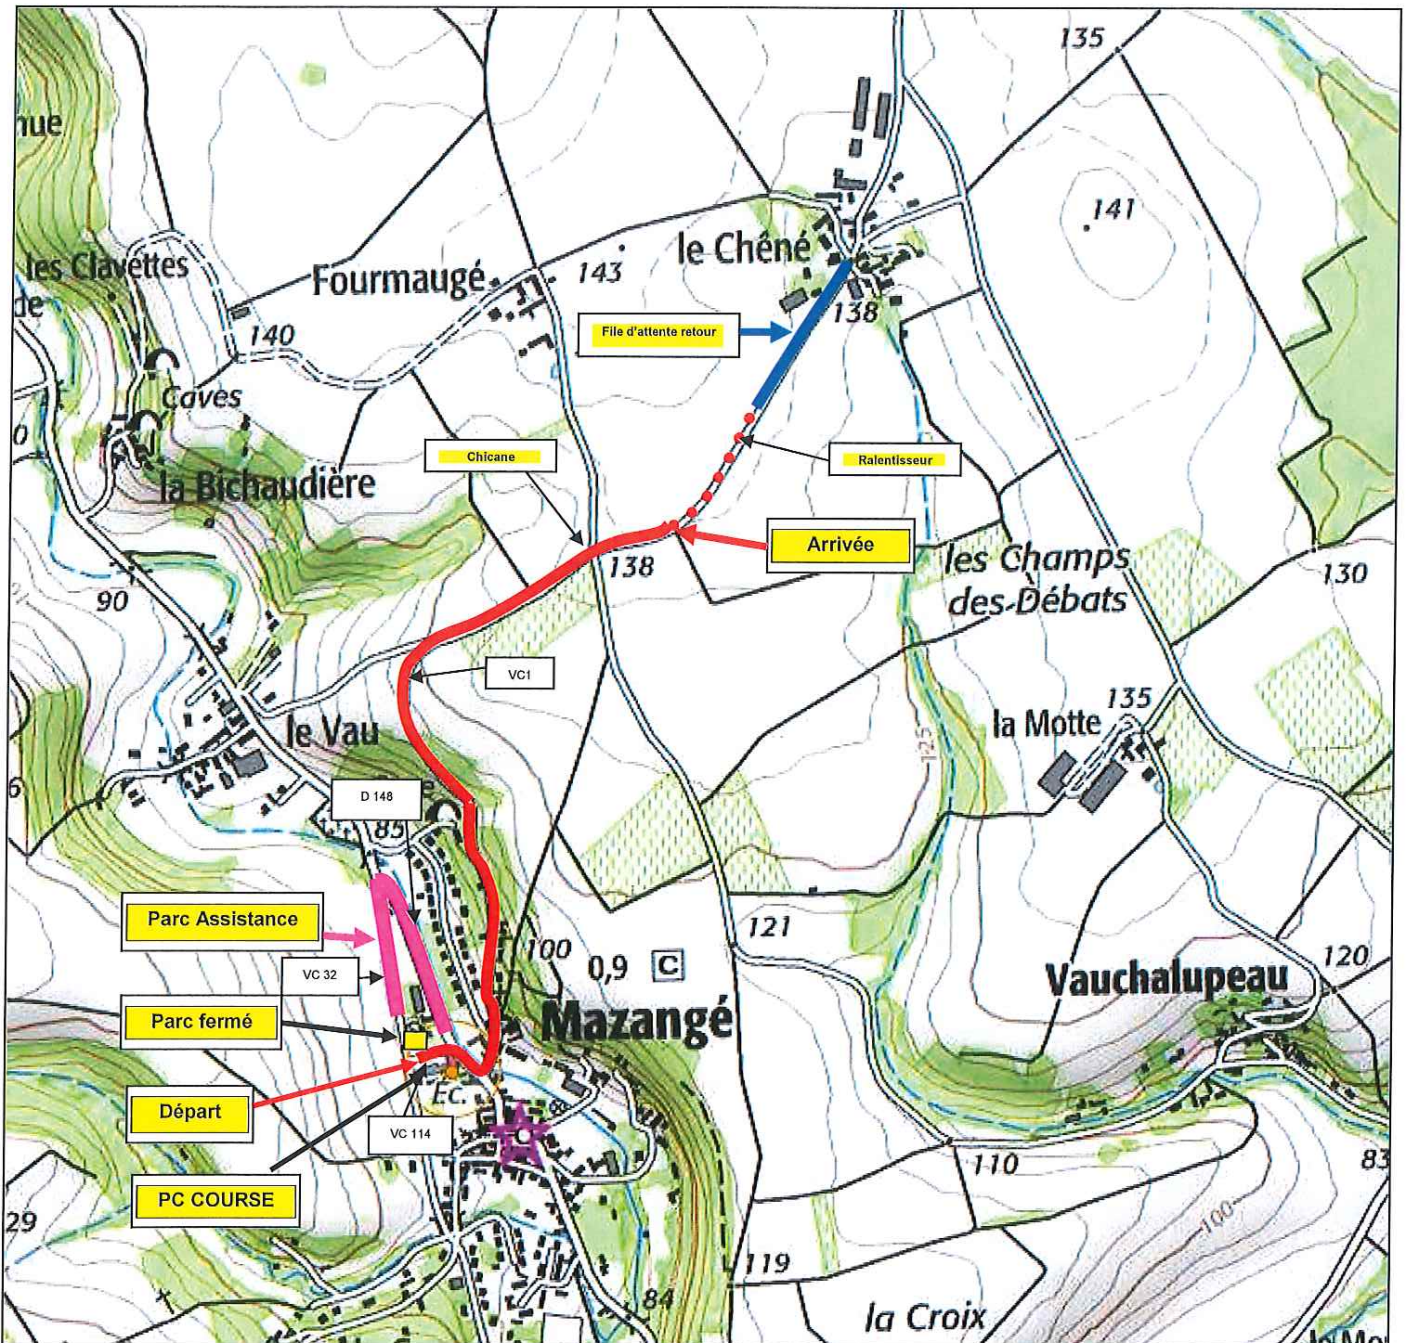 135
141
le Chêné
143
les Clavettes
Fourmaugé
138
File d'attente retour
140
Caves
Chicane
Ralentisseur
la Bichaudière
Arrivée
138
les Champs
des-Débats
130
90
VC1
135
la Motte
le Vau
125
D 148
85
Parc Assistance
121
100
0,9 C
120
VC 32
Vauchalupeau
Parc fermé
Mazangé
Départ
EC.
VC 114
C
110
83
PC COURSE
29
100
119
84
la Croix